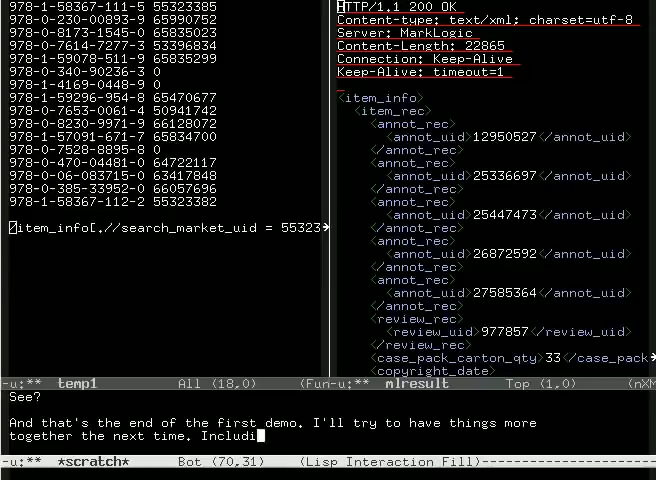 978-1-58367-111-5 55323385
978-0-230-00893-9 65990752
978-0-8173-1545-0 65835023
978-0-7614-7277-3 53396834
978-1-59078-511-9 65835299
978-0-340-90236-3 0
978-1-4169-0448-9 0
978-1-59296-954-8 65470677
978-0-7653-0061-4 50941742
978-0-8230-9971-9 66128072
978-1-57091-671-7 65834700
978-0-7528-8895-8 0
978-0-470-04481-0 64722117
978-0-06-083715-0 63417848
978-0-385-33952-0 66057696
978-1-58367-112-2 55323382
/item_info[.//search_market_uid = 55323
-u:** temp1 All (18,0) (Fun
HTTP/1.1 200 OK
Content-type: text/xml; charset=utf-8
Server: MarkLogic
Content-Length: 22865
Connection: Keep-Alive
Keep-Alive: timeout=1
<item_info>
<item_rec>
<annot_rec>
<annot_uid>12950527</annot_uid>
</annot_rec>
<annot_rec>
<annot_uid>25336697</annot_uid>
</annot_rec>
<annot_rec>
<annot_uid>25447473</annot_uid>
</annot_rec>
<annot_rec>
<annot_uid>26872592</annot_uid>
</annot_rec>
<annot_rec>
<annot_uid>27585364</annot_uid>
</annot_rec>
<review_rec>
<review_uid>977857</review_uid>
</review_rec>
<case_pack_carton_qty>33</case_pack
<copyright_date>
-u:** mlresult Top (1,0) (nXM
See?
And that's the end of the first demo. I'll try to have things more
together the next time. Includi
-u:** *scratch* Bot (70,31) (Lisp Interaction Fill)